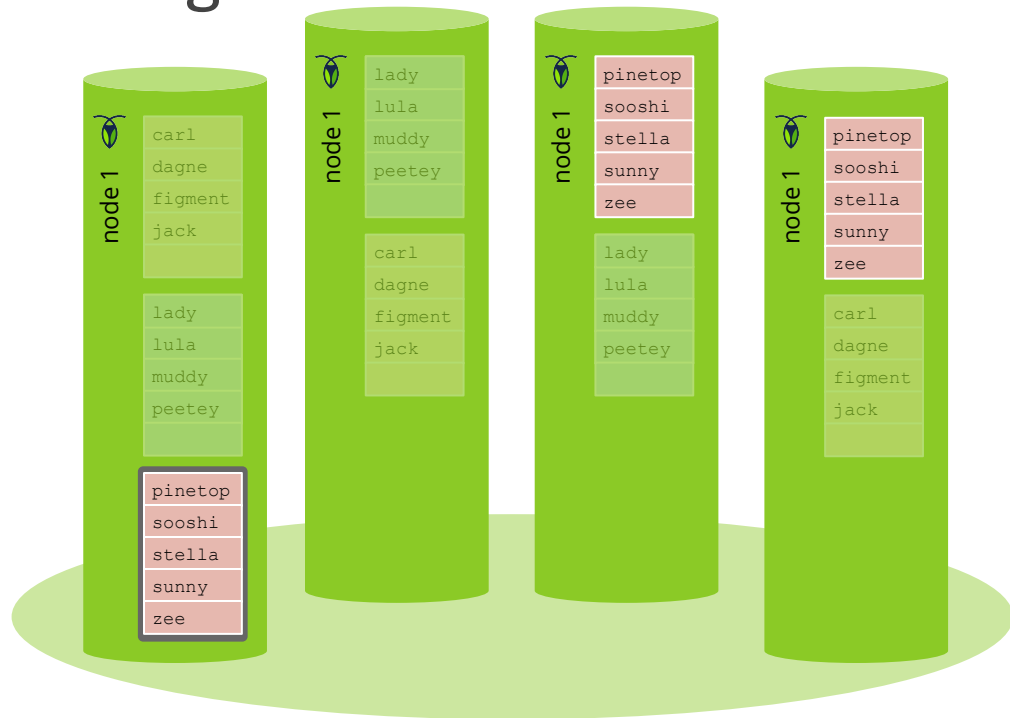 node 1
carl
dagne
figment
jack
lady
lula
muddy
peetey
pinetop
sooshi
stella
sunny
zee
node 1
lady
lula
muddy
peetey
carl
dagne
figment
jack
node 1
pinetop
sooshi
stella
sunny
zee
lady
lula
muddy
peetey
node 1
pinetop
sooshi
stella
sunny
zee
carl
dagne
figment
jack